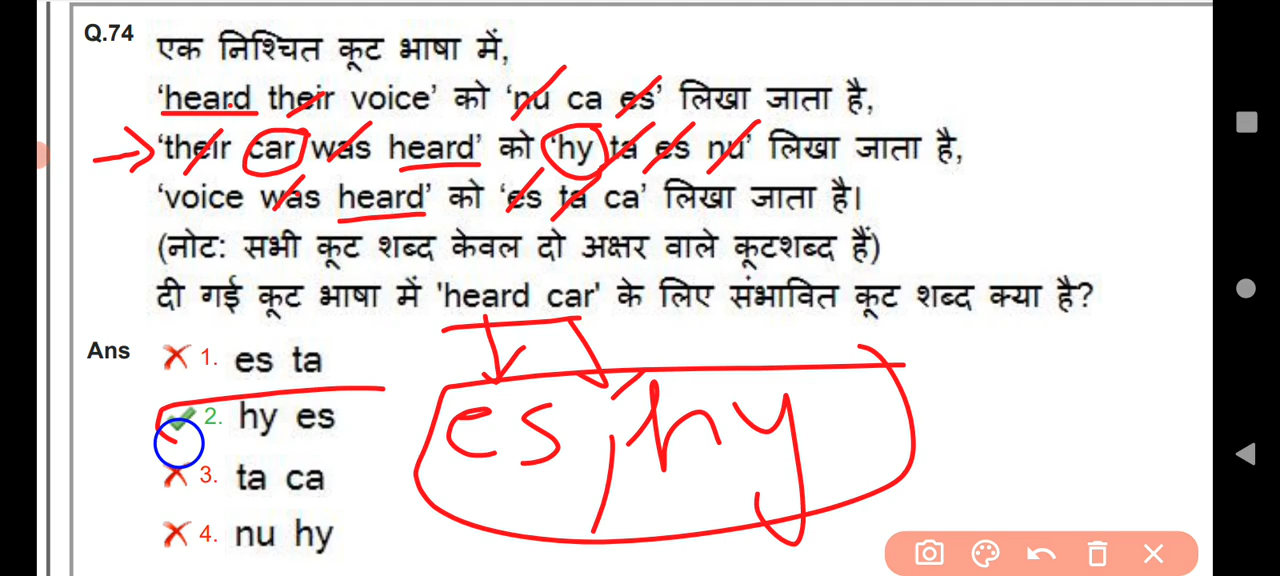 Q.74
एक निश्चित कूट भाषा में,
‘heard their voice’ को ‘nu ca es’ लिखा जाता है,
‘their car was heard’ को ‘hy ta es nu’ लिखा जाता है,
‘voice was heard’ को ‘es ta ca’ लिखा जाता है।
(नोट: सभी कूट शब्द केवल दो अक्षर वाले कूटशब्द हैं)
दी गई कूट भाषा में 'heard car' के लिए संभावित कूट शब्द क्या है?
Ans
1. es ta
2. hy es
3. ta ca
4. nu hy
es, hy